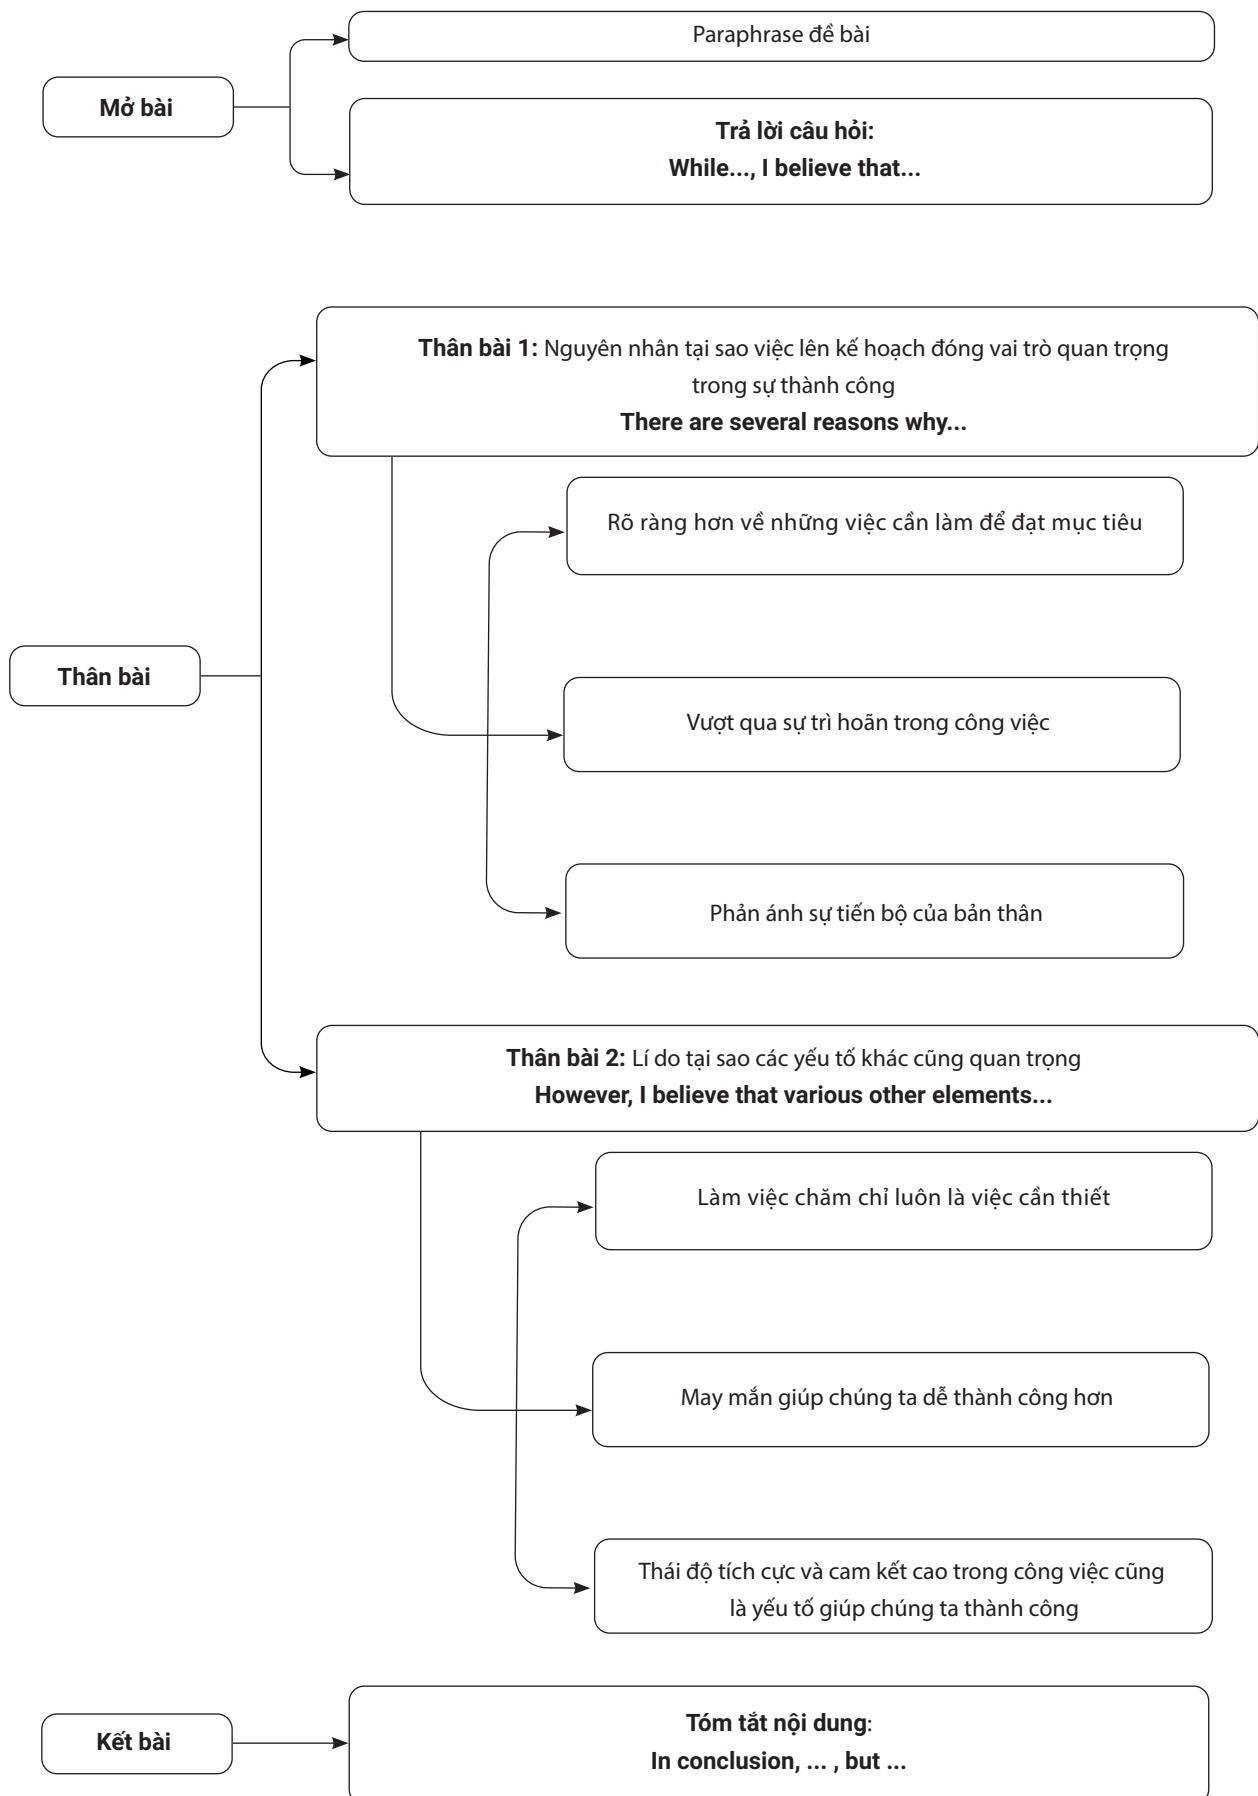 Paraphrase đề bài
Mở bài
Trả lời câu hỏi:
While..., I believe that...
Thân bài 1: Nguyên nhân tại sao việc lên kế hoạch đóng vai trò quan trọng
trong sự thành công
There are several reasons why...
Rõ ràng hơn về những việc cần làm để đạt mục tiêu
Thân bài
Vượt qua sự trì hoãn trong công việc
Phản ánh sự tiến bộ của bản thân
Thân bài 2: Lí do tại sao các yếu tố khác cũng quan trọng
However, I believe that various other elements...
Làm việc chăm chỉ luôn là việc cần thiết
May mắn giúp chúng ta dễ thành công hơn
Thái độ tích cực và cam kết cao trong công việc cũng
là yếu tố giúp chúng ta thành công
Kết bài
Tóm tắt nội dung:
In conclusion, ... , but ...